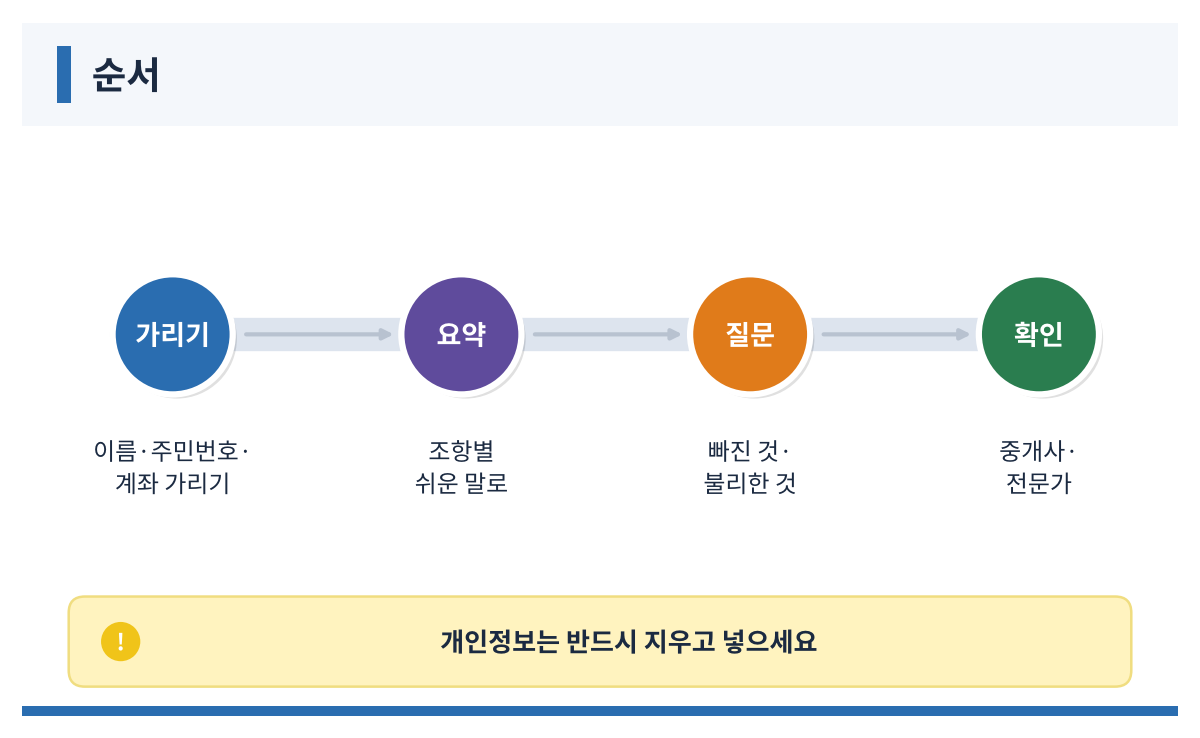 순서
가리기
요약
질문
확인
이름·주민번호·
계좌 가리기
조항별
쉬운 말로
빠진 것·
불리한 것
중개사·
전문가
!
개인정보는 반드시 지우고 넣으세요